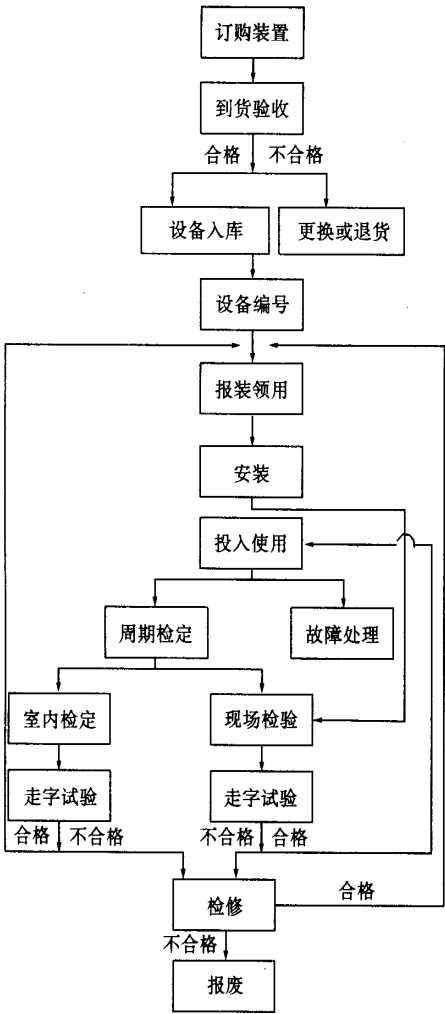 订购装置
到货验收
合格 不合格
设备入库 更换或退货
设备编号
报装领用
安装
投入使用
周期检定 故障处理
室内检定 现场检验
走字试验 走字试验
合格 不合格 不合格 合格
检修 合格
不合格
报废